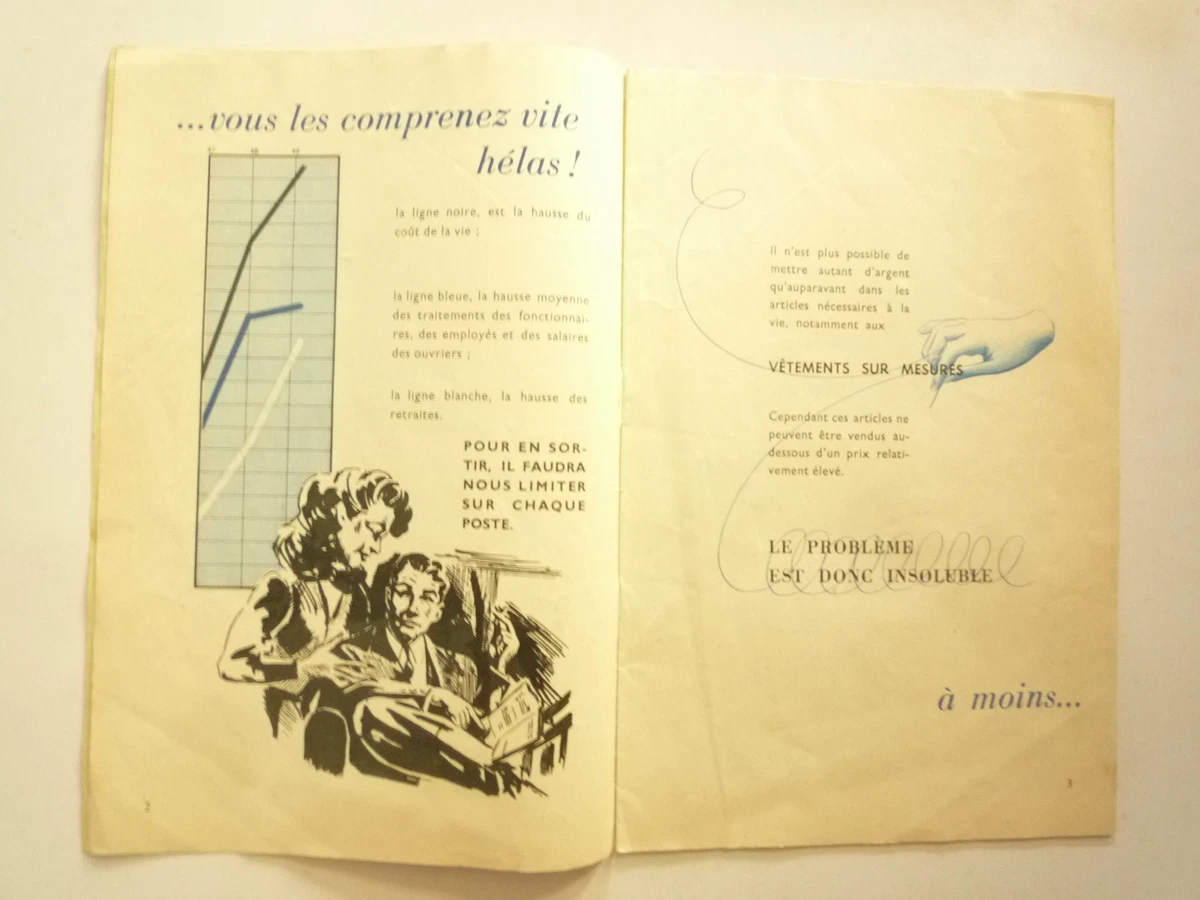 ...vous les comprenez vite
hélas !
47 48 49
la ligne noire, est la hausse du
coût de la vie ;
la ligne bleue, la hausse moyenne
des traitements des fonctionnai-
res, des employés et des salaires
des ouvriers ;
la ligne blanche, la hausse des
retraites.
POUR EN SOR-
TIR, IL FAUDRA
NOUS LIMITER
SUR CHAQUE
POSTE.
2
Il n'est plus possible de
mettre autant d'argent
qu'auparavant dans les
articles nécessaires à la
vie, notamment aux
VÊTEMENTS SUR MESURES
Cependant ces articles ne
peuvent être vendus au-
dessous d'un prix relati-
vement élevé.
LE PROBLÈME
EST DONC INSOLUBLE
à moins...
3